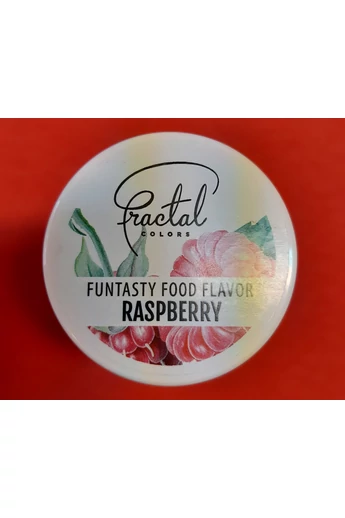 Fractal
COLORS
FUNTASTY FOOD FLAVOR
RASPBERRY